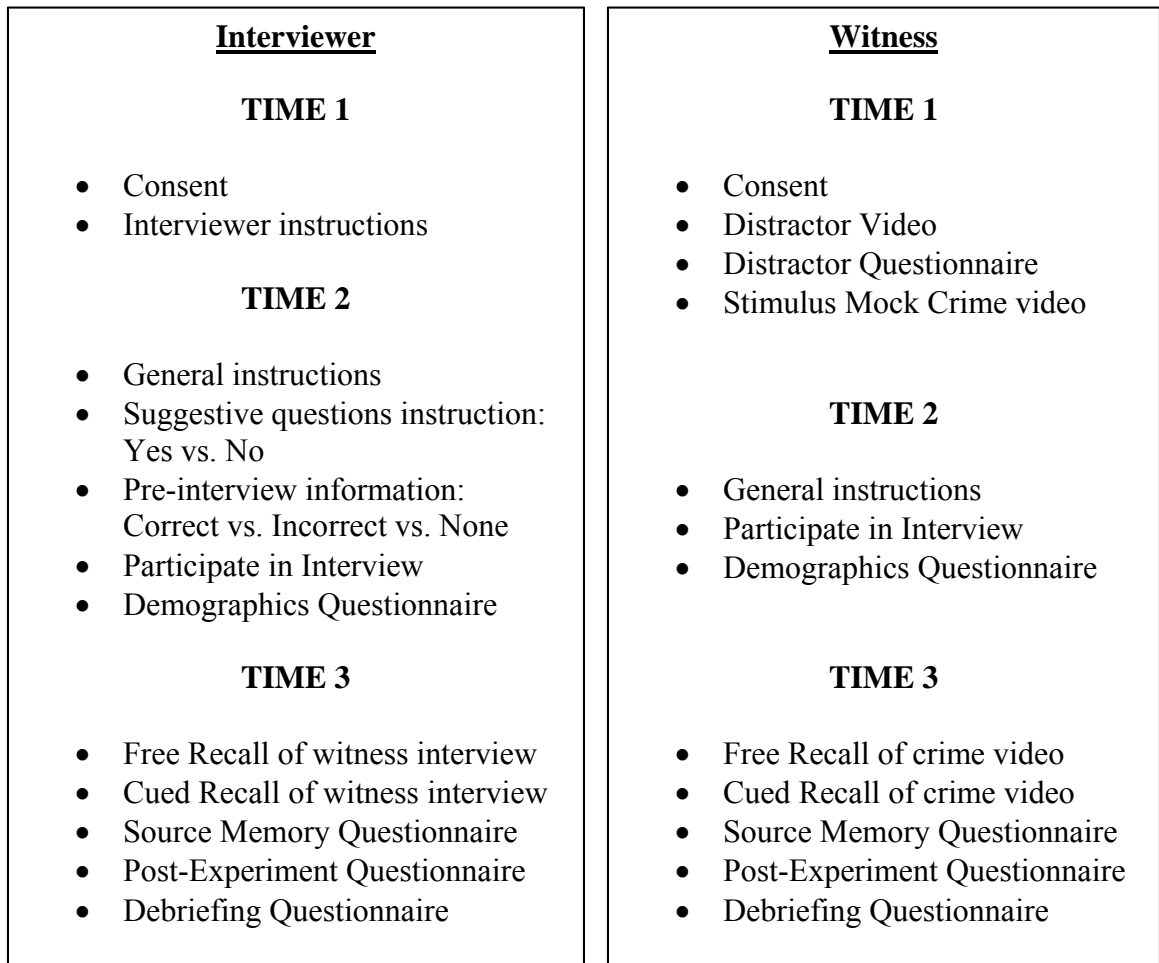 Interviewer
TIME 1
• Consent
• Interviewer instructions
TIME 2
• General instructions
• Suggestive questions instruction:
Yes vs. No
• Pre-interview information:
Correct vs. Incorrect vs. None
• Participate in Interview
• Demographics Questionnaire
TIME 3
• Free Recall of witness interview
• Cued Recall of witness interview
• Source Memory Questionnaire
• Post-Experiment Questionnaire
• Debriefing Questionnaire
Witness
TIME 1
• Consent
• Distractor Video
• Distractor Questionnaire
• Stimulus Mock Crime video
TIME 2
• General instructions
• Participate in Interview
• Demographics Questionnaire
TIME 3
• Free Recall of crime video
• Cued Recall of crime video
• Source Memory Questionnaire
• Post-Experiment Questionnaire
• Debriefing Questionnaire